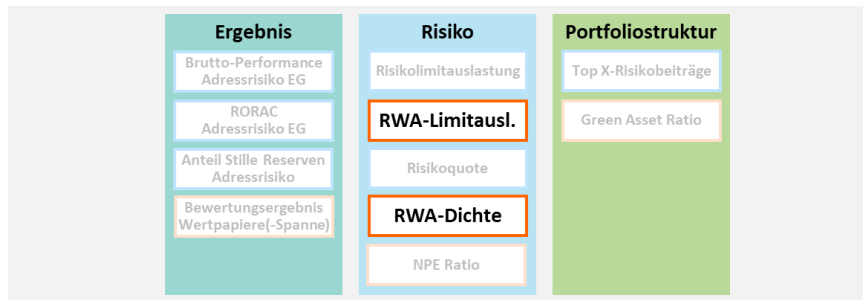 Ergebnis
Brutto-Performance
Adressrisiko EG
RORAC
Adressrisiko EG
Anteil Stille Reserven
Adressrisiko
Bewertungsergebnis
Wertpapiere(-Spanne)
Risiko
Risikolimitauslastung
RWA-Limitausl.
Risikoquote
RWA-Dichte
NPE Ratio
Portfoliostruktur
Top X-Risikobeiträge
Green Asset Ratio